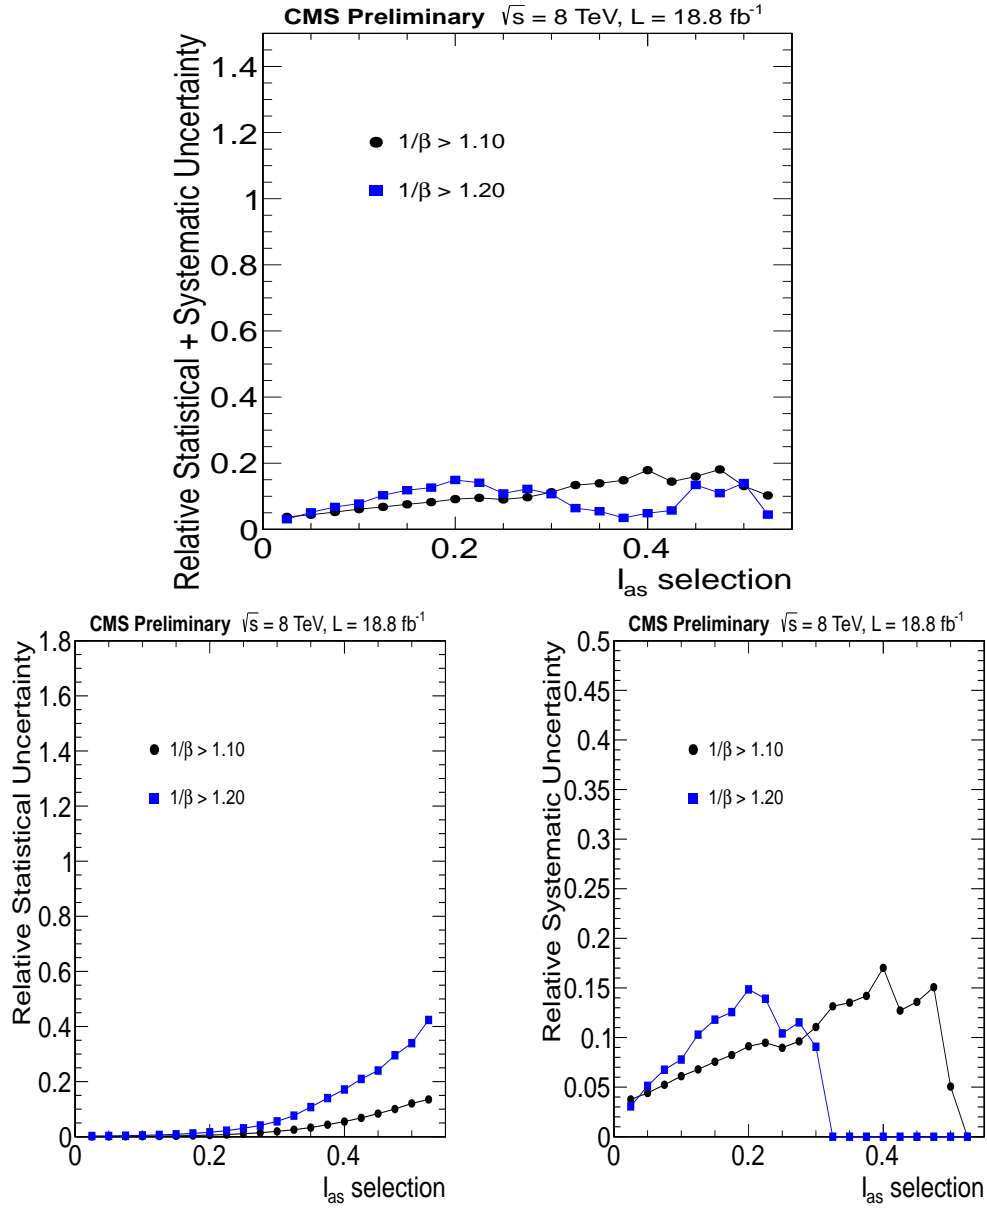 CMS Preliminary √s = 8 TeV, L = 18.8 fb⁻¹
Relative Statistical + Systematic Uncertainty
1.4
1.2
1
0.8
0.6
0.4
0.2
0
1/β > 1.10
1/β > 1.20
0 0.2 0.4
I_as selection
CMS Preliminary √s = 8 TeV, L = 18.8 fb⁻¹
Relative Statistical Uncertainty
1.8
1.6
1.4
1.2
1
0.8
0.6
0.4
0.2
0
1/β > 1.10
1/β > 1.20
0 0.2 0.4
I_as selection
CMS Preliminary √s = 8 TeV, L = 18.8 fb⁻¹
Relative Systematic Uncertainty
0.5
0.45
0.4
0.35
0.3
0.25
0.2
0.15
0.1
0.05
0
1/β > 1.10
1/β > 1.20
0 0.2 0.4
I_as selection